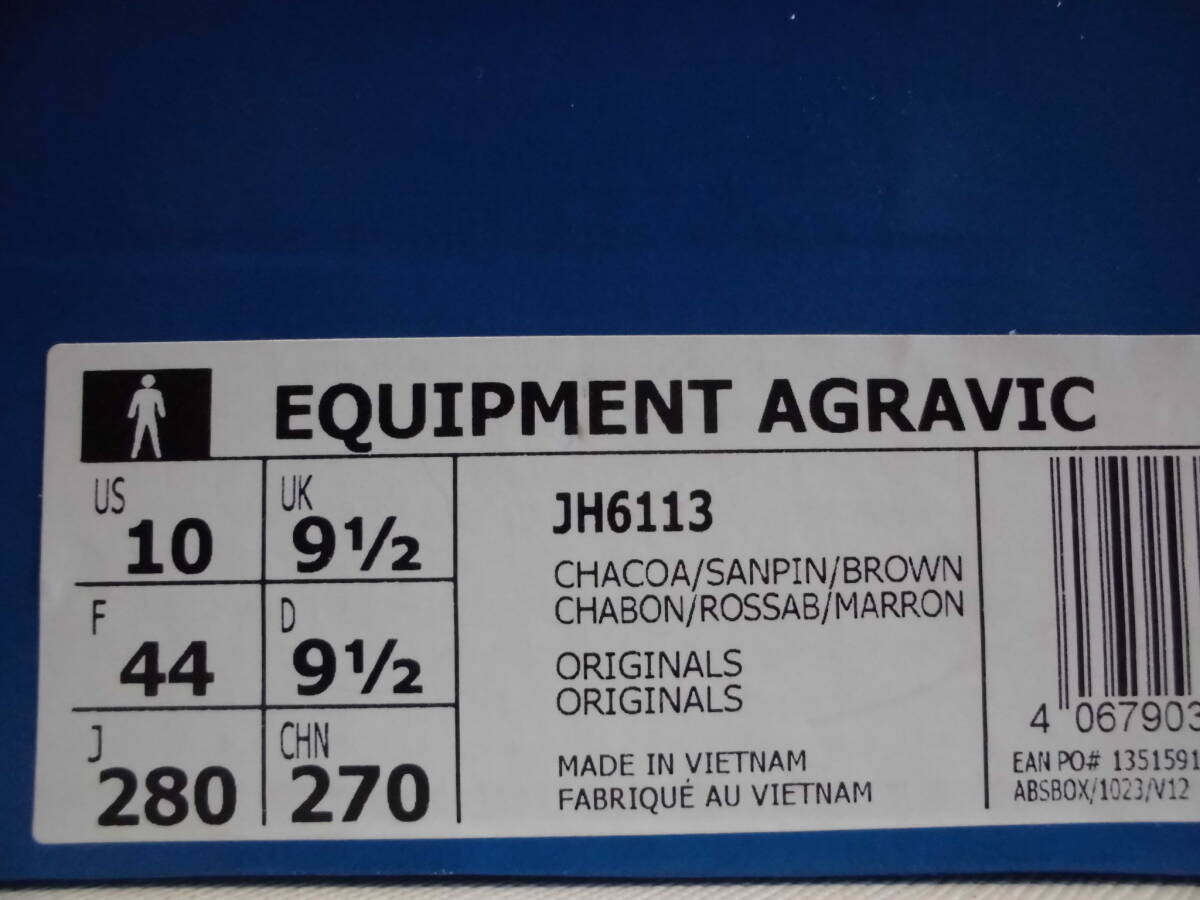 EQUIPMENT AGRAVIC
US 10
UK 9½
F 44
D 9½
J 280
CHN 270
JH6113
CHACOA/SANPIN/BROWN
CHABON/ROSSAB/MARRON
ORIGINALS
ORIGINALS
MADE IN VIETNAM
FABRIQUÉ AU VIETNAM
4 067903
EAN PO# 1351591
ABSBOX/1023/V12